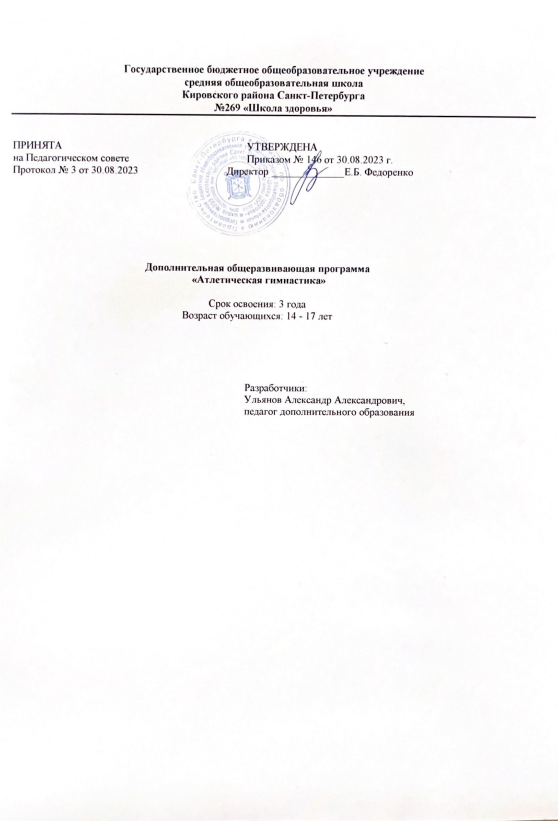 Государственное бюджетное общеобразовательное учреждение
средняя общеобразовательная школа
Кировского района Санкт-Петербурга
№269 «Школа здоровья»
ПРИНЯТА
на Педагогическом совете
Протокол № 3 от 30.08.2023
УТВЕРЖДЕНА
Приказом № 146 от 30.08.2023 г.
Директор ______________Е.Б. Федоренко
Дополнительная общеразвивающая программа
«Атлетическая гимнастика»
Срок освоения: 3 года
Возраст обучающихся: 14 - 17 лет
Разработчики:
Ульянов Александр Александрович,
педагог дополнительного образования